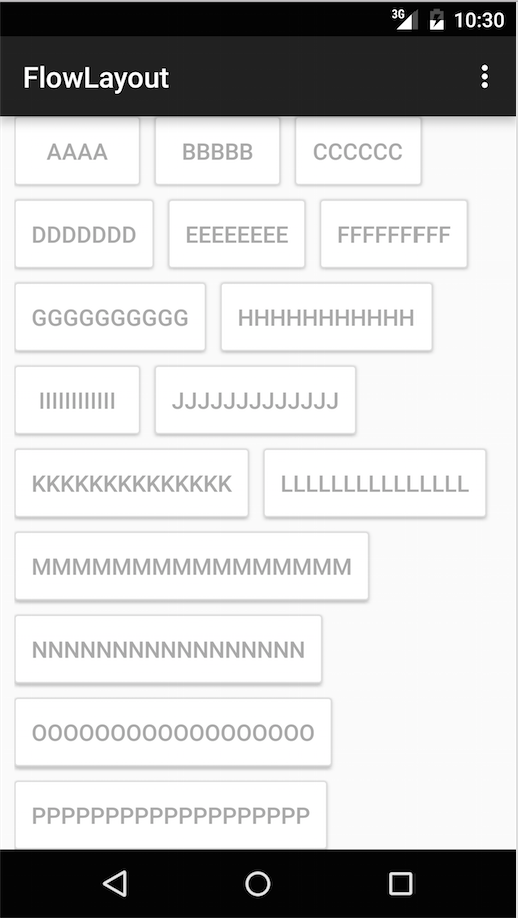 3G 10:30
FlowLayout
AAAA BBBBB CCCCCC
DDDDDDD EEEEEEEE FFFFFFFFF
GGGGGGGGGG HHHHHHHHHHH
IIIIIIIIIIII JJJJJJJJJJJJJ
KKKKKKKKKKKKKK LLLLLLLLLLLLLLL
MMMMMMMMMMMMMMMM
NNNNNNNNNNNNNNNNN
OOOOOOOOOOOOOOOOOO
PPPPPPPPPPPPPPPPPPP